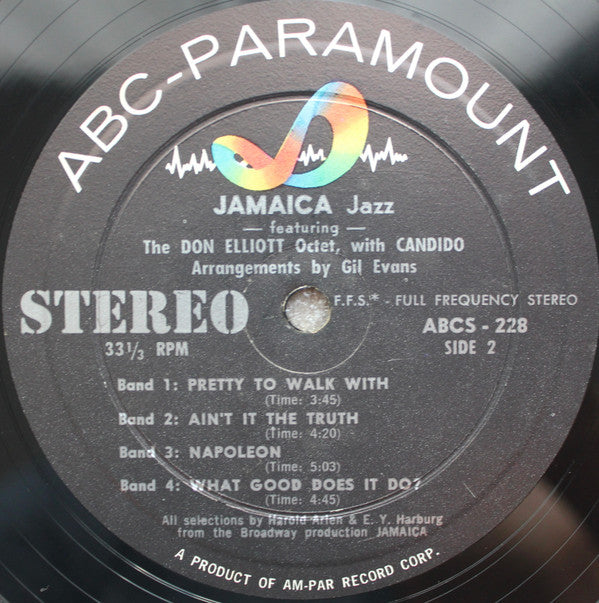 ABC-PARAMOUNT
JAMAICA Jazz
— featuring —
The DON ELLIOTT Octet, with CANDIDO
Arrangements by Gil Evans
STEREO
F.F.S.* - FULL FREQUENCY STEREO
33⅓ RPM
ABCS - 228
SIDE 2
Band 1: PRETTY TO WALK WITH
(Time: 3:45)
Band 2: AIN'T IT THE TRUTH
(Time: 4:20)
Band 3: NAPOLEON
(Time: 5:03)
Band 4: WHAT GOOD DOES IT DO?
(Time: 4:45)
All selections by Harold Arlen & E. Y. Harburg
from the Broadway production JAMAICA
A PRODUCT OF AM-PAR RECORD CORP.